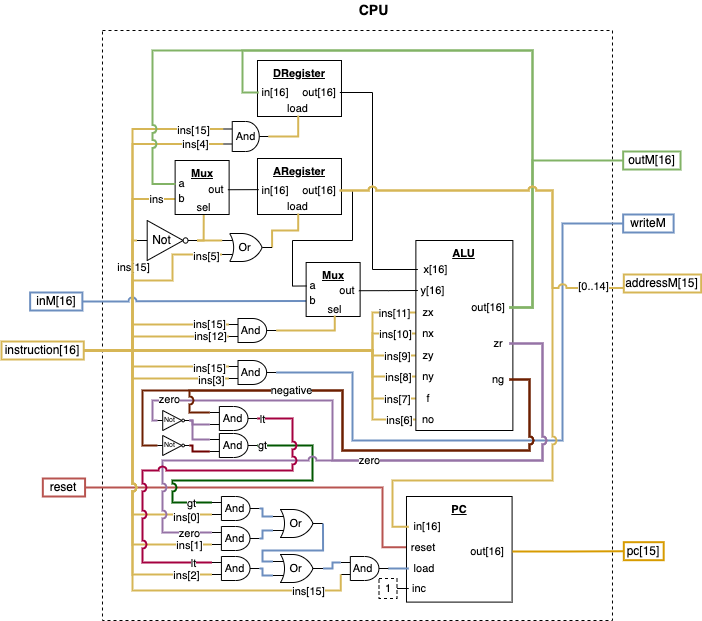 CPU
DRegister
in[16] out[16]
load
ins[15]
ins[4]
And
outM[16]
Mux
a
b
out
sel
ins
ARegister
in[16] out[16]
load
writeM
Not
ins[15]
ins[5]
Or
ALU
x[16]
y[16]
out[16]
zr
ng
zx
nx
zy
ny
f
no
ins[11]
ins[10]
ins[9]
ins[8]
ins[7]
ins[6]
[0..14]
addressM[15]
Mux
a
b
out
sel
inM[16]
ins[15]
ins[12]
And
instruction[16]
ins[15]
ins[3]
And
negative
zero
Not
And
lt
Not
And
gt
zero
reset
gt
ins[0]
And
zero
ins[1]
And
Or
lt
ins[2]
And
Or
And
ins[15]
PC
in[16]
reset
load
inc
out[16]
1
pc[15]